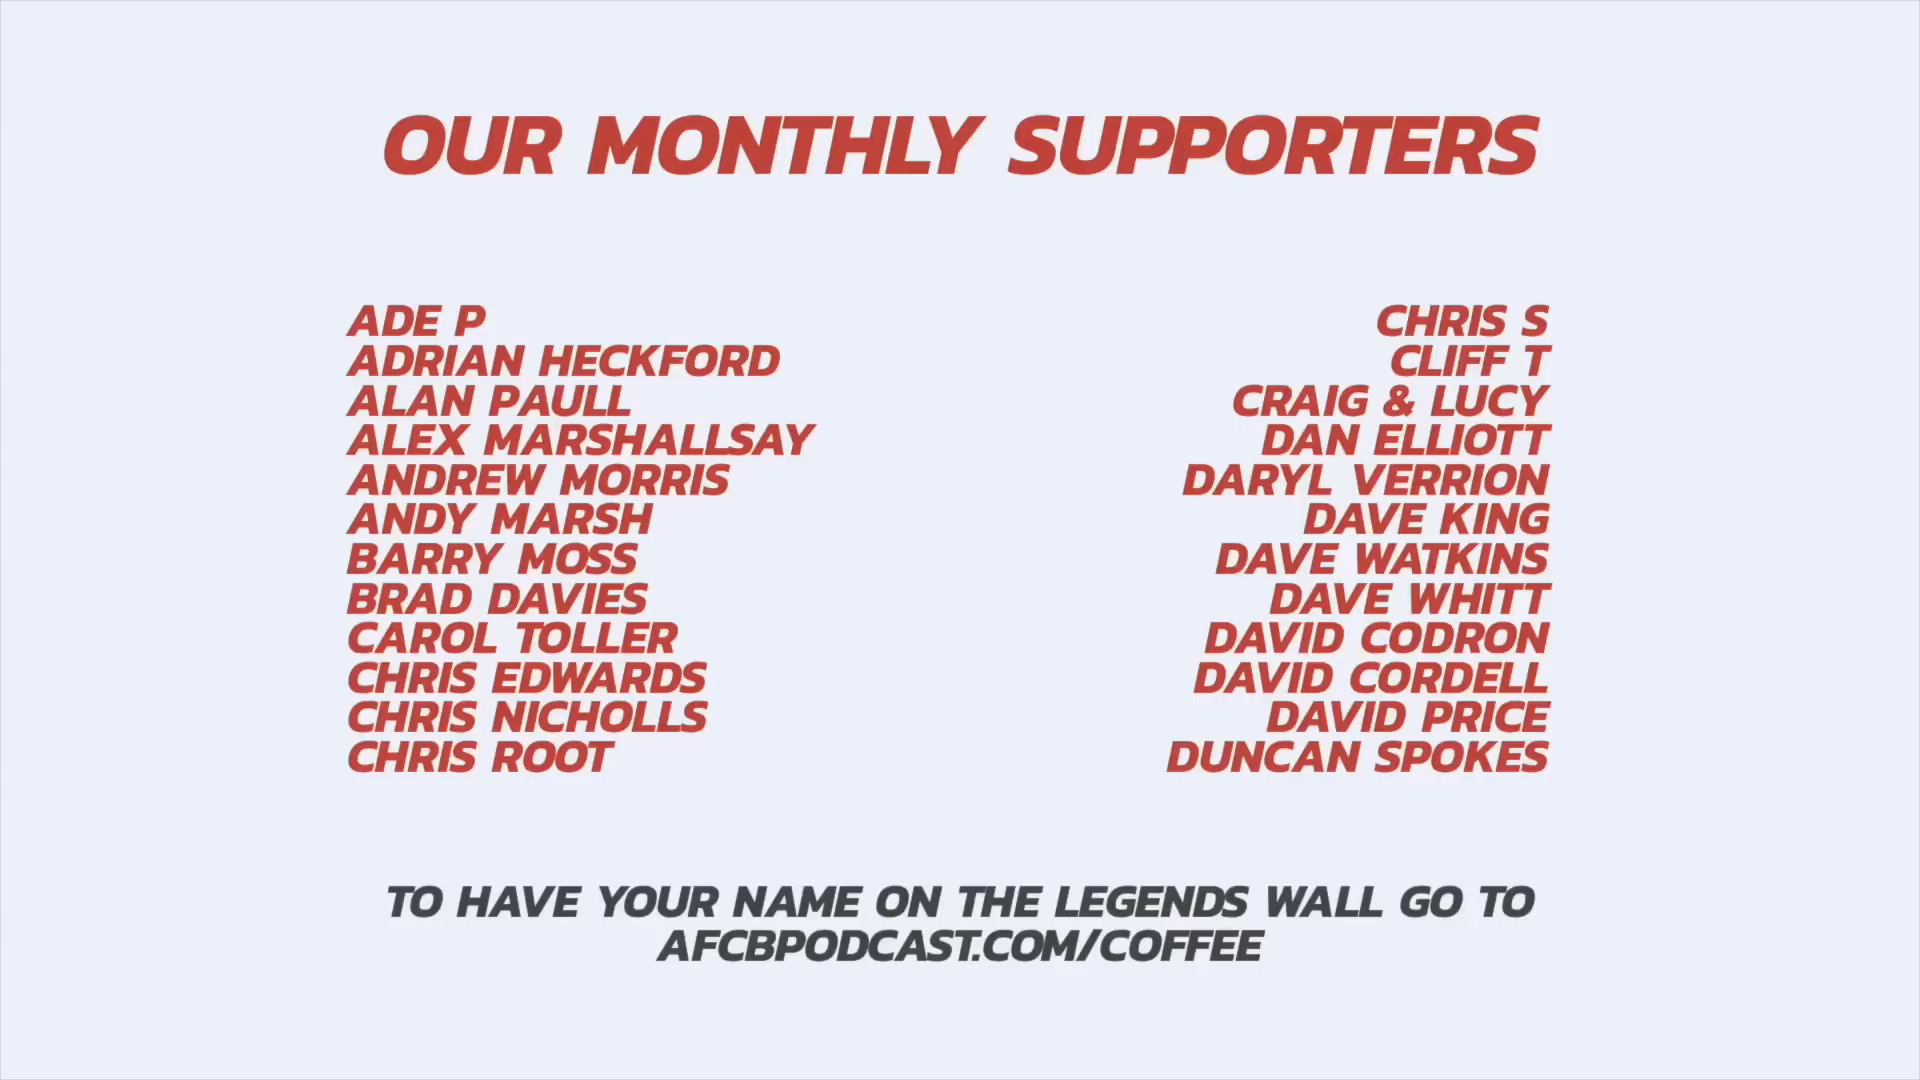 OUR MONTHLY SUPPORTERS
ADE P
ADRIAN HECKFORD
ALAN PAULL
ALEX MARSHALLSAY
ANDREW MORRIS
ANDY MARSH
BARRY MOSS
BRAD DAVIES
CAROL TOLLER
CHRIS EDWARDS
CHRIS NICHOLLS
CHRIS ROOT
CHRIS S
CLIFF T
CRAIG & LUCY
DAN ELLIOTT
DARYL VERRION
DAVE KING
DAVE WATKINS
DAVE WHITT
DAVID CODRON
DAVID CORDELL
DAVID PRICE
DUNCAN SPOKES
TO HAVE YOUR NAME ON THE LEGENDS WALL GO TO
AFCBPODCAST.COM/COFFEE